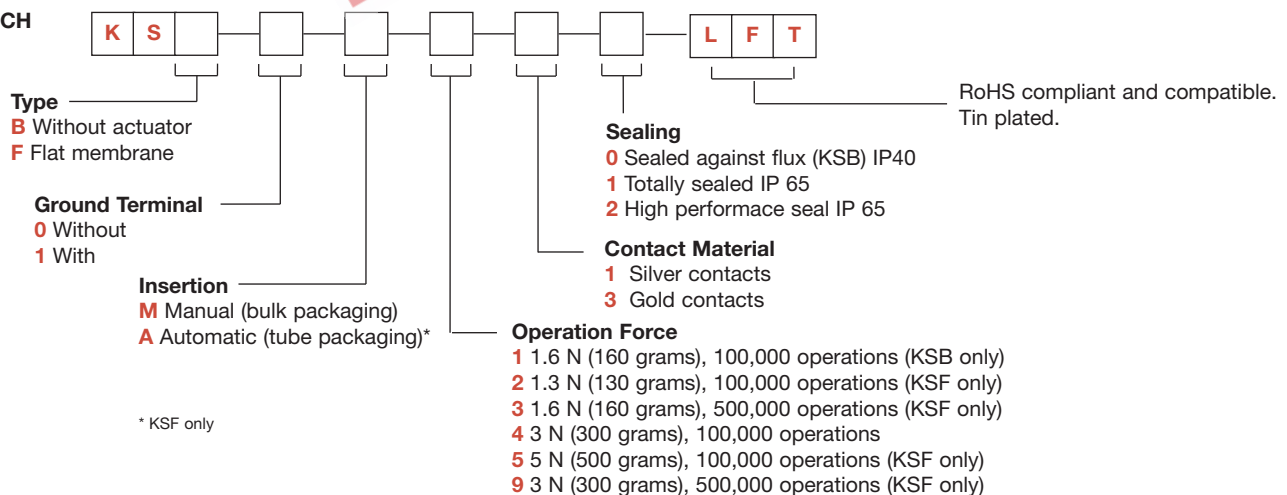 CH
K S L F T
Type
B Without actuator
F Flat membrane
RoHS compliant and compatible.
Tin plated.
Sealing
0 Sealed against flux (KSB) IP40
1 Totally sealed IP 65
2 High performace seal IP 65
Ground Terminal
0 Without
1 With
Contact Material
1 Silver contacts
3 Gold contacts
Insertion
M Manual (bulk packaging)
A Automatic (tube packaging)*
Operation Force
1 1.6 N (160 grams), 100,000 operations (KSB only)
2 1.3 N (130 grams), 100,000 operations (KSF only)
3 1.6 N (160 grams), 500,000 operations (KSF only)
4 3 N (300 grams), 100,000 operations
5 5 N (500 grams), 100,000 operations (KSF only)
9 3 N (300 grams), 500,000 operations (KSF only)
* KSF only